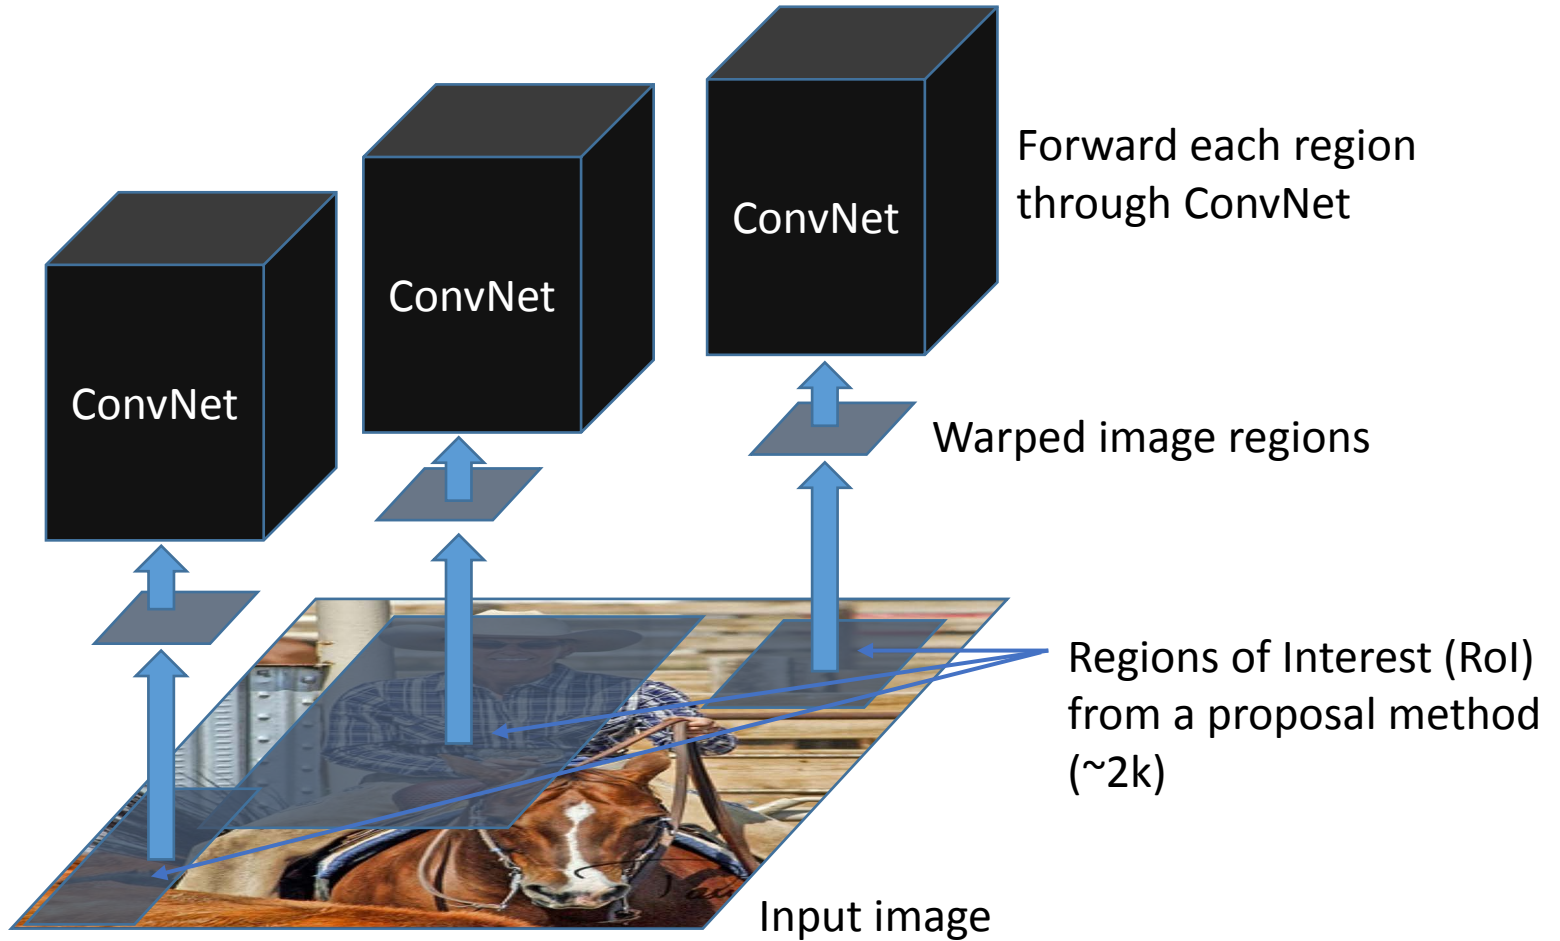 ConvNet
ConvNet
ConvNet
Forward each region
through ConvNet
Warped image regions
Regions of Interest (RoI)
from a proposal method
(~2k)
Input image